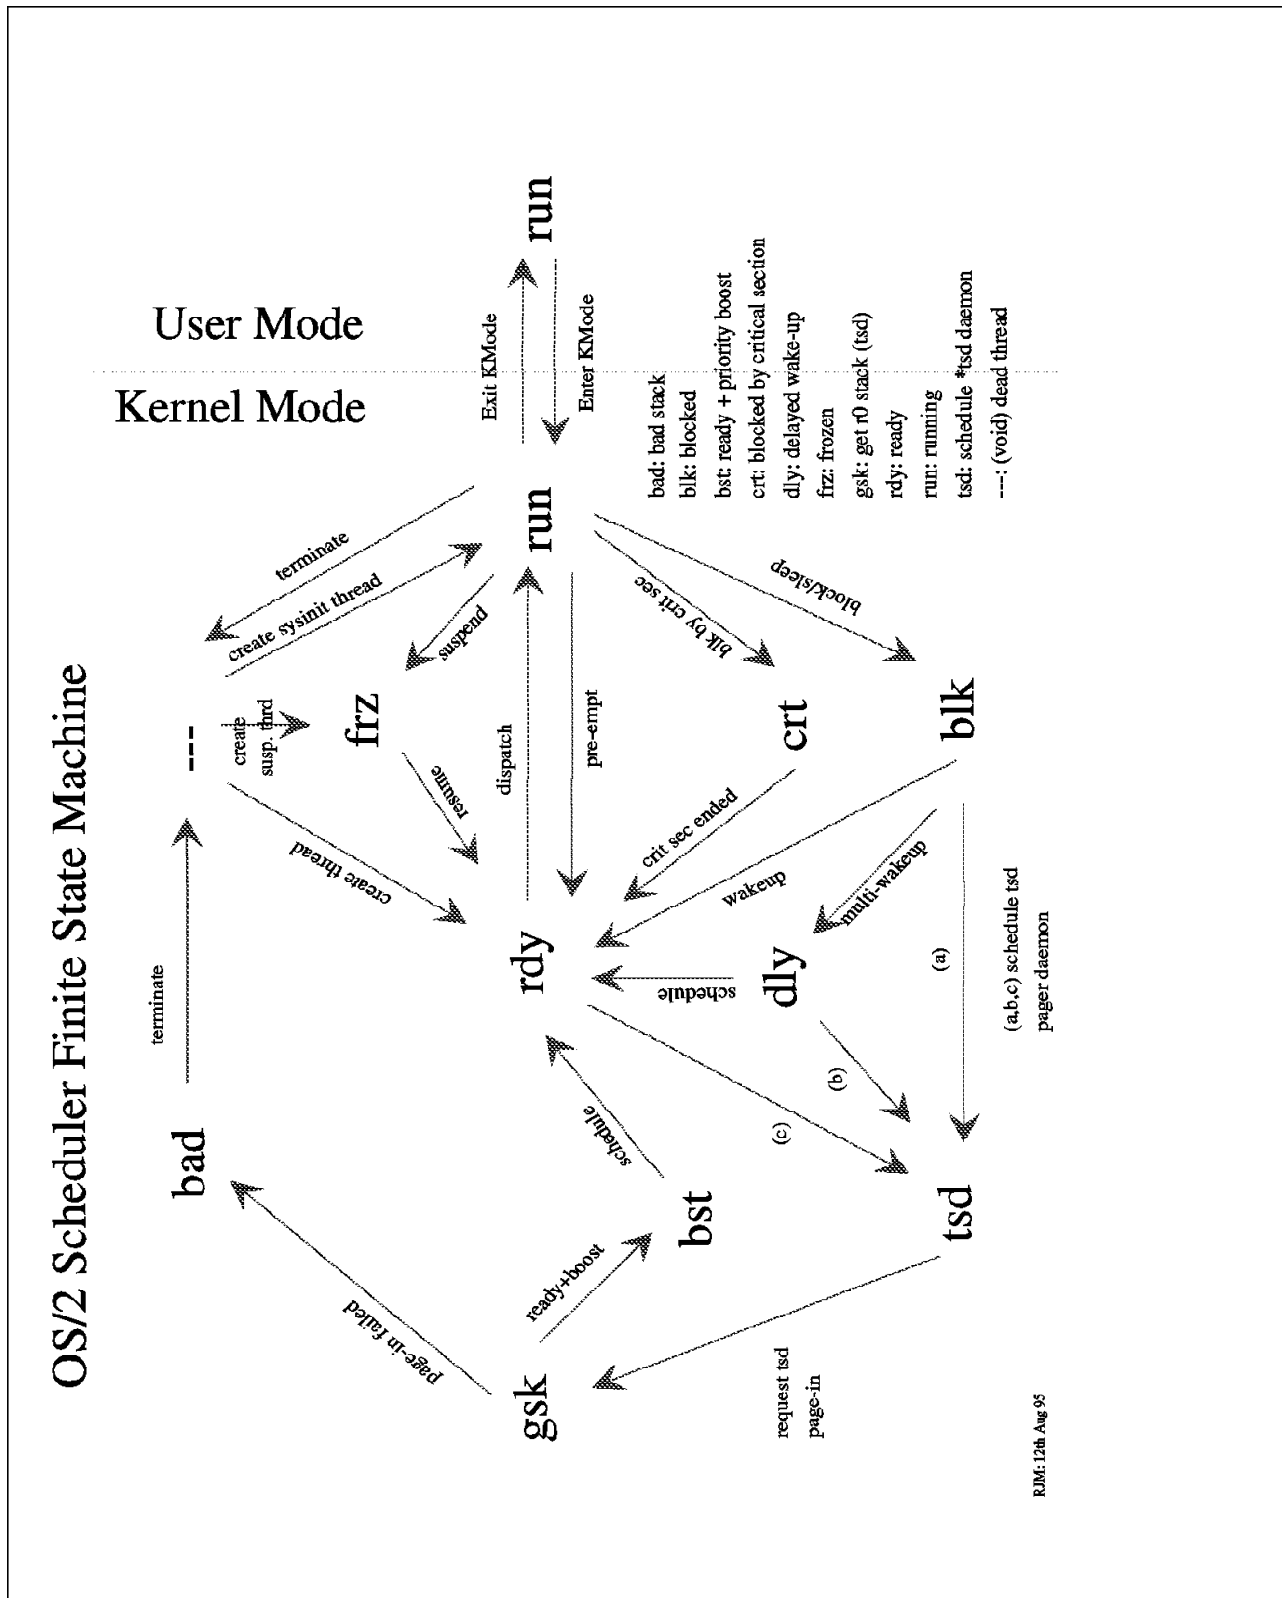 OS/2 Scheduler Finite State Machine
Kernel Mode
User Mode
bad
terminate
---
terminate
create sysinit thread
create
susp. thrd
create thread
page-in failed
frz
suspend
resume
gsk
ready+boost
rdy
dispatch
pre-empt
run
Exit KMode
Enter KMode
run
bst
schedule
schedule
dly
crt
crit sec ended
blk by crit sec
wakeup
multi-wakeup
block/sleep
blk
tsd
(a)
(b)
(c)
request tsd
page-in
(a,b,c) schedule tsd
pager daemon
bad: bad stack
blk: blocked
bst: ready + priority boost
crt: blocked by critical section
dly: delayed wake-up
frz: frozen
gsk: get r0 stack (tsd)
rdy: ready
run: running
tsd: schedule *tsd daemon
---: (void) dead thread
RJM: 12th Aug 95